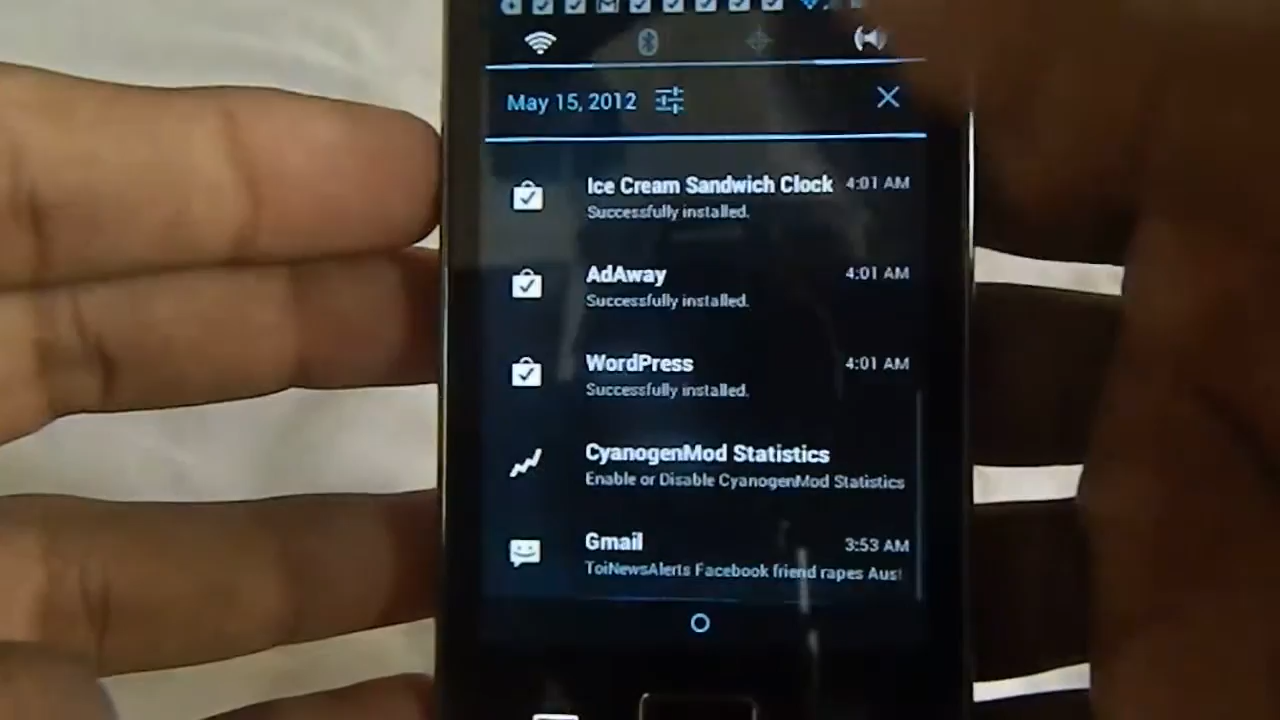 May 15, 2012
Ice Cream Sandwich Clock 4:01 AM
Successfully installed.
AdAway 4:01 AM
Successfully installed.
WordPress 4:01 AM
Successfully installed.
CyanogenMod Statistics
Enable or Disable CyanogenMod Statistics
Gmail 3:53 AM
ToiNewsAlerts Facebook friend rapes Aust